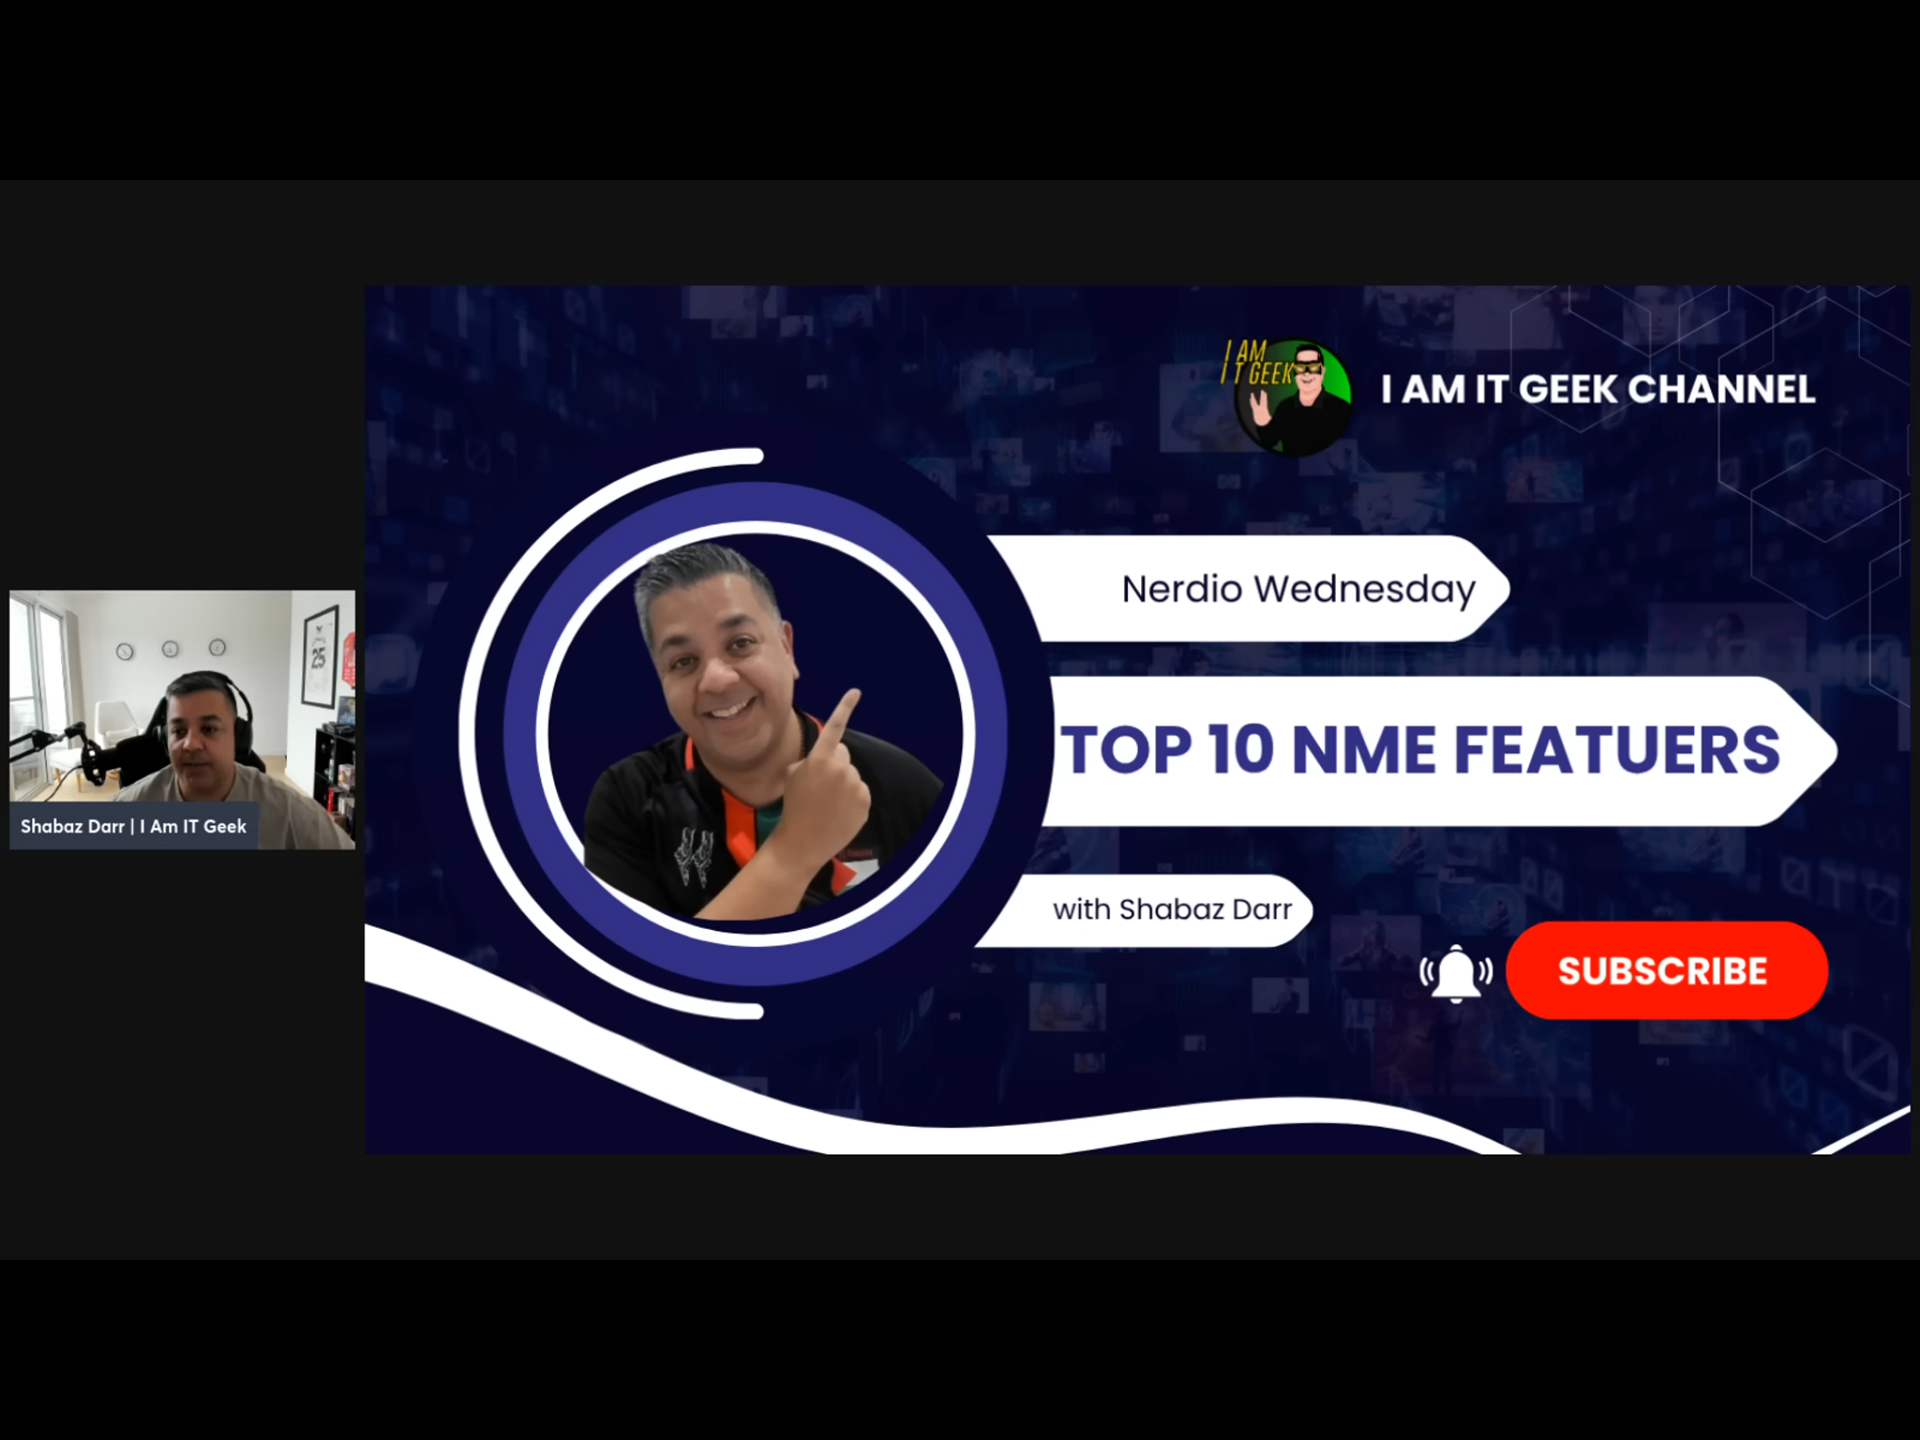 I AM
IT GEEK
I AM IT GEEK CHANNEL
Nerdio Wednesday
TOP 10 NME FEATUERS
with Shabaz Darr
SUBSCRIBE
25
Shabaz Darr | I Am IT Geek